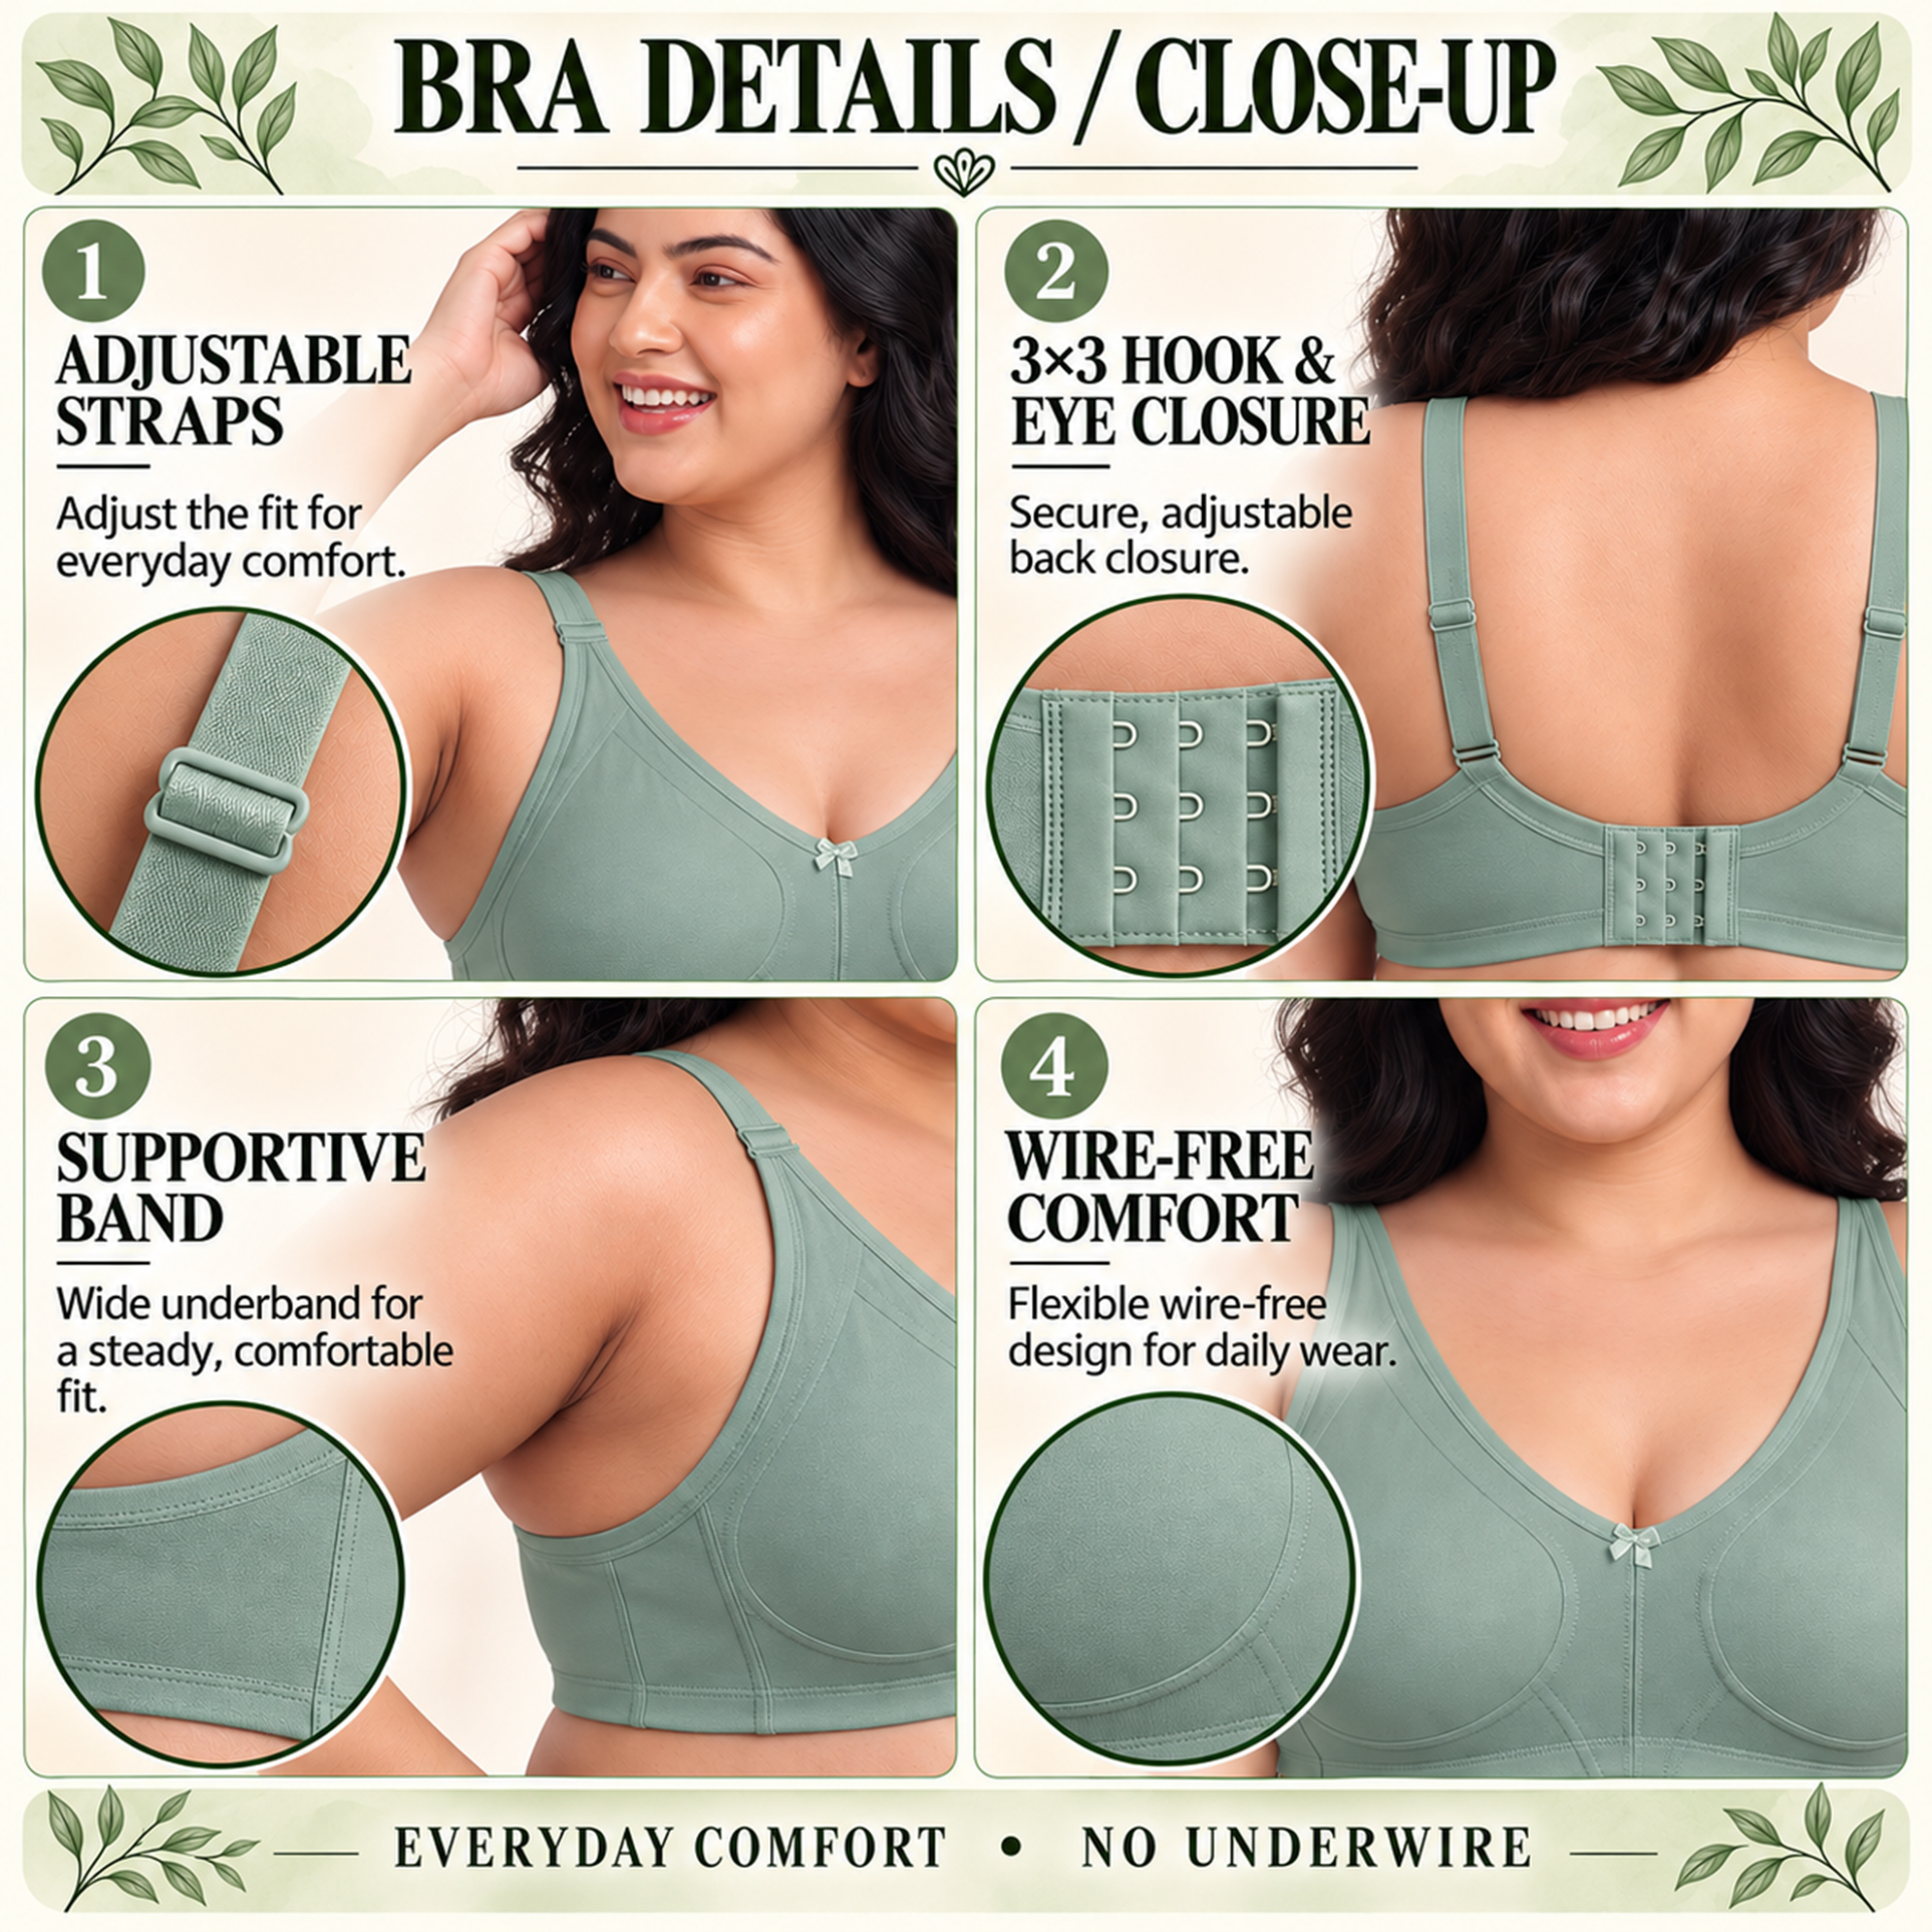 BRA DETAILS / CLOSE-UP
1
ADJUSTABLE
STRAPS
Adjust the fit for
everyday comfort.
2
3×3 HOOK &
EYE CLOSURE
Secure, adjustable
back closure.
3
SUPPORTIVE
BAND
Wide underband for
a steady, comfortable
fit.
4
WIRE-FREE
COMFORT
Flexible wire-free
design for daily wear.
EVERYDAY COMFORT • NO UNDERWIRE